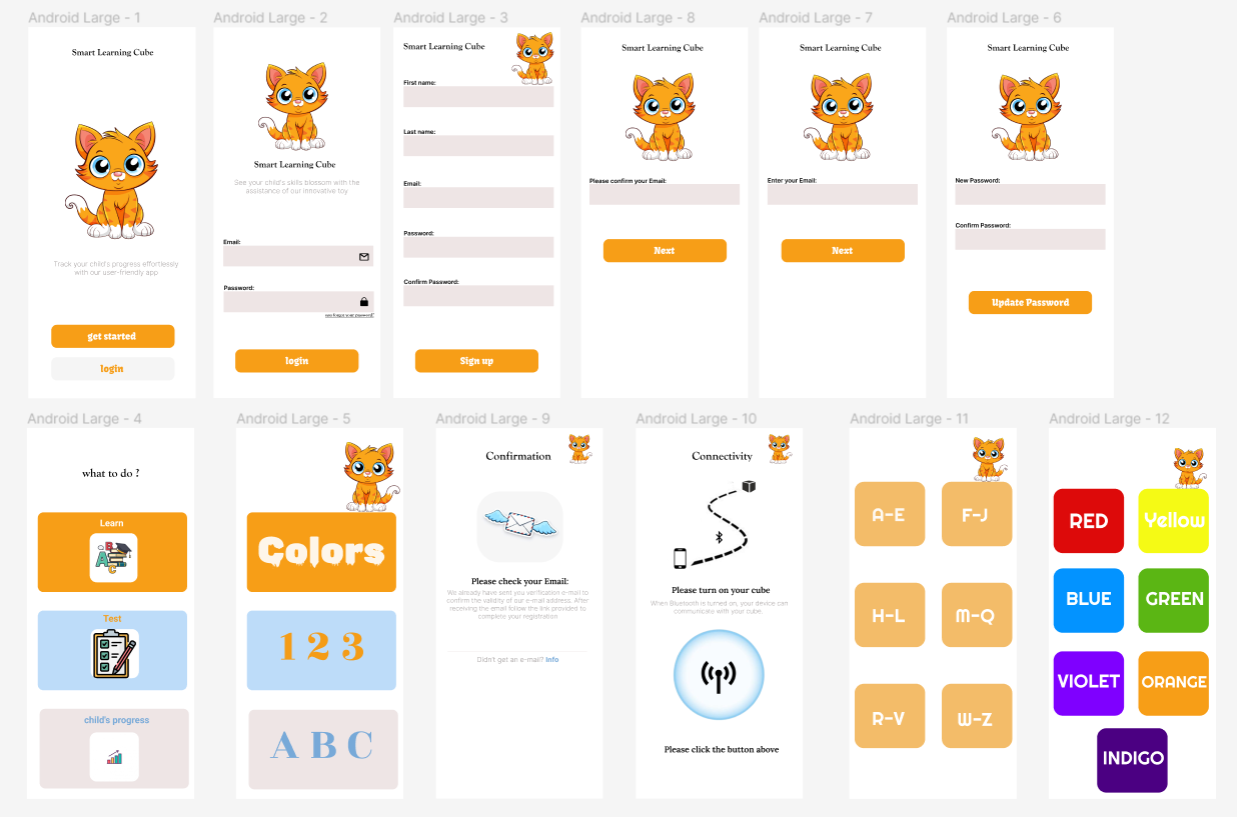 Android Large - 1
Smart Learning Cube
Track your child's progress effortlessly
with our user-friendly app
get started
login
Android Large - 2
Smart Learning Cube
See your child's skills blossom with the
assistance of our innovative toy
Email:
Password:
login
Android Large - 3
Smart Learning Cube
First name:
Last name:
Email:
Password:
Confirm Password:
Sign up
Android Large - 8
Smart Learning Cube
Please confirm your Email:
Next
Android Large - 7
Smart Learning Cube
Enter your Email:
Next
Android Large - 6
Smart Learning Cube
New Password:
Confirm Password:
Update Password
Android Large - 4
what to do ?
Learn
A B C
Test
child's progress
Android Large - 5
Colors
1 2 3
A B C
Android Large - 9
Confirmation
Please check your Email:
We already have sent you verification e-mail to
confirm the validity of our e-mail address. After
receiving the email follow the link provided to
complete your registration
Didn't get an e-mail? Info
Android Large - 10
Connectivity
Please turn on your cube
When Bluetooth is turned on, your device can
communicate with your cube.
Please click the button above
Android Large - 11
A-E
F-J
H-L
M-Q
R-V
W-Z
Android Large - 12
RED
Yellow
BLUE
GREEN
VIOLET
ORANGE
INDIGO